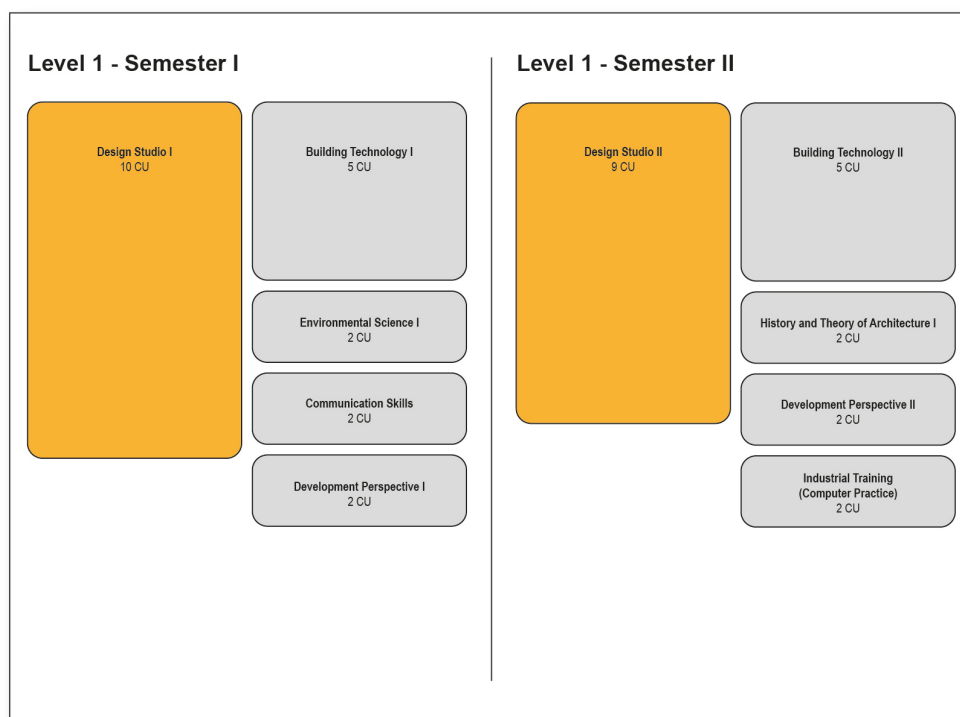 Level 1 - Semester I
Design Studio I
10 CU
Building Technology I
5 CU
Environmental Science I
2 CU
Communication Skills
2 CU
Development Perspective I
2 CU
Level 1 - Semester II
Design Studio II
9 CU
Building Technology II
5 CU
History and Theory of Architecture I
2 CU
Development Perspective II
2 CU
Industrial Training
(Computer Practice)
2 CU